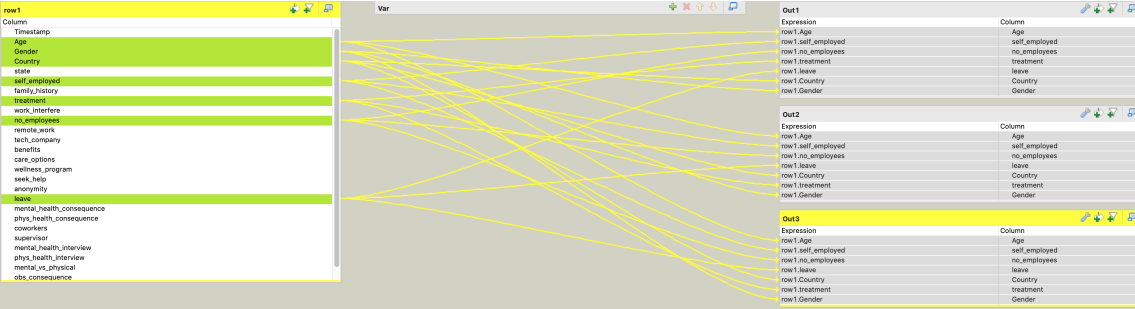 row1
Column
Timestamp
Age
Gender
Country
state
self_employed
family_history
treatment
work_interfere
no_employees
remote_work
tech_company
benefits
care_options
wellness_program
seek_help
anonymity
leave
mental_health_consequence
phys_health_consequence
coworkers
supervisor
mental_health_interview
phys_health_interview
mental_vs_physical
obs_consequence
Var
Out1
Expression Column
row1.Age Age
row1.self_employed self_employed
row1.no_employees no_employees
row1.treatment treatment
row1.leave leave
row1.Country Country
row1.Gender Gender
Out2
Expression Column
row1.Age Age
row1.self_employed self_employed
row1.no_employees no_employees
row1.leave leave
row1.Country Country
row1.treatment treatment
row1.Gender Gender
Out3
Expression Column
row1.Age Age
row1.self_employed self_employed
row1.no_employees no_employees
row1.leave leave
row1.Country Country
row1.treatment treatment
row1.Gender Gender